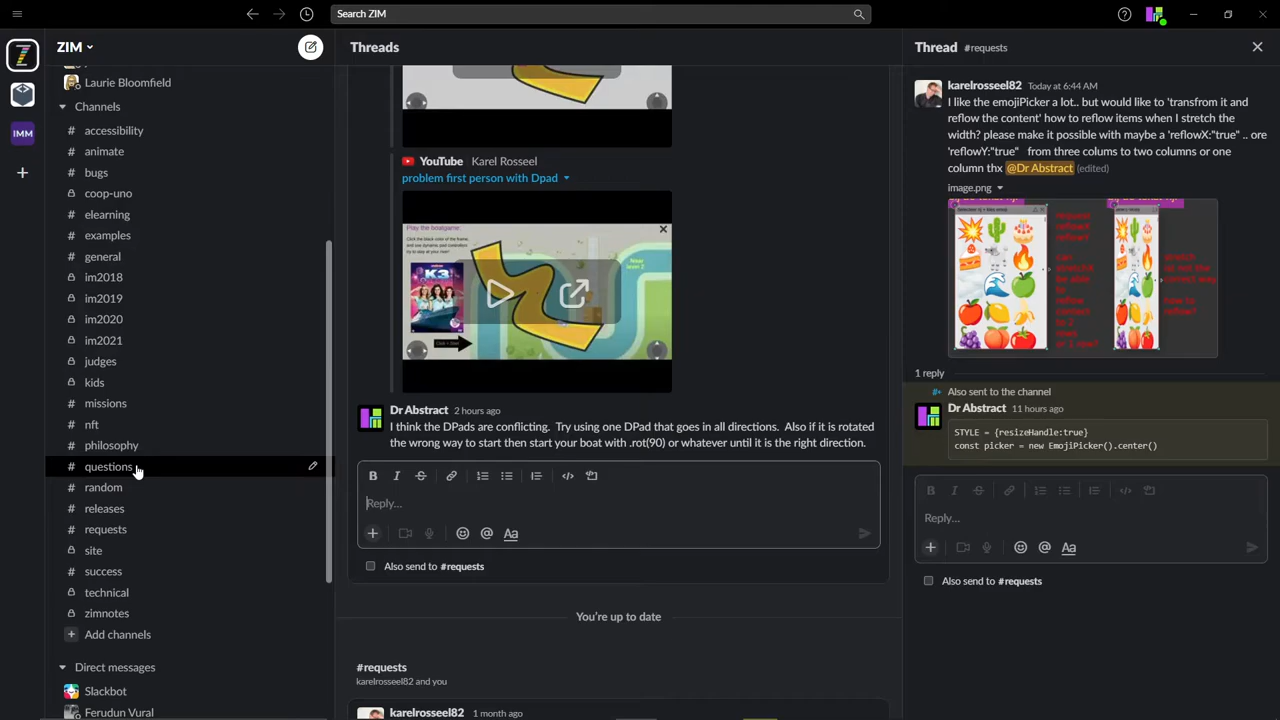 Search ZIM
ZIM
Threads
Thread #requests
IMM
Laurie Bloomfield
Channels
# accessibility
# animate
# bugs
coop-uno
# elearning
# examples
# general
im2018
im2019
im2020
im2021
judges
kids
# missions
# nft
# philosophy
# questions
# random
# releases
# requests
site
# success
technical
zimnotes
+ Add channels
Direct messages
Slackbot
Ferudun Vural
YouTube Karel Rosseel
problem first person with Dpad
Play the boatgame:
K3
Near
level 2
Dr Abstract 2 hours ago
I think the DPads are conflicting. Try using one DPad that goes in all directions. Also if it is rotated
the wrong way to start then start your boat with .rot(90) or whatever until it is the right direction.
Reply...
Also send to #requests
You're up to date
#requests
karelrosseel82 and you
karelrosseel82 1 month ago
karelrosseel82 Today at 6:44 AM
I like the emojiPicker a lot.. but would like to 'transfrom it and
reflow the content' how to reflow items when I stretch the
width? please make it possible with maybe a 'reflowX:"true" .. ore
'reflowY:"true" from three colums to two columns or one
column thx @Dr Abstract (edited)
image.png
1 reply
Also sent to the channel
Dr Abstract 11 hours ago
STYLE = {resizeHandle:true}
const picker = new EmojiPicker().center()
Reply...
Also send to #requests